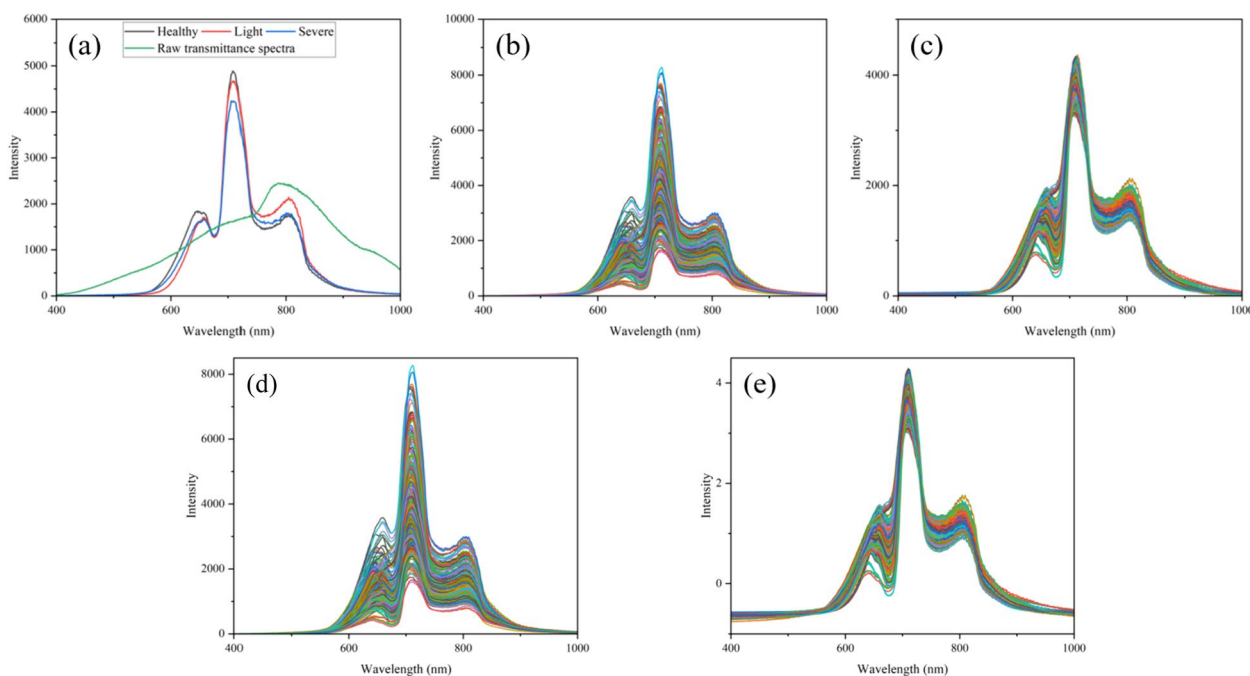 (a)
Healthy Light Severe
Raw transmittance spectra
6000
5000
4000
3000
2000
1000
0
Intensity
400 600 800 1000
Wavelength (nm)
(b)
10000
8000
6000
4000
2000
0
Intensity
400 600 800 1000
Wavelength (nm)
(c)
4000
2000
0
Intensity
400 600 800 1000
Wavelength (nm)
(d)
8000
6000
4000
2000
0
Intensity
400 600 800 1000
Wavelength (nm)
(e)
4
2
0
Intensity
400 600 800 1000
Wavelength (nm)